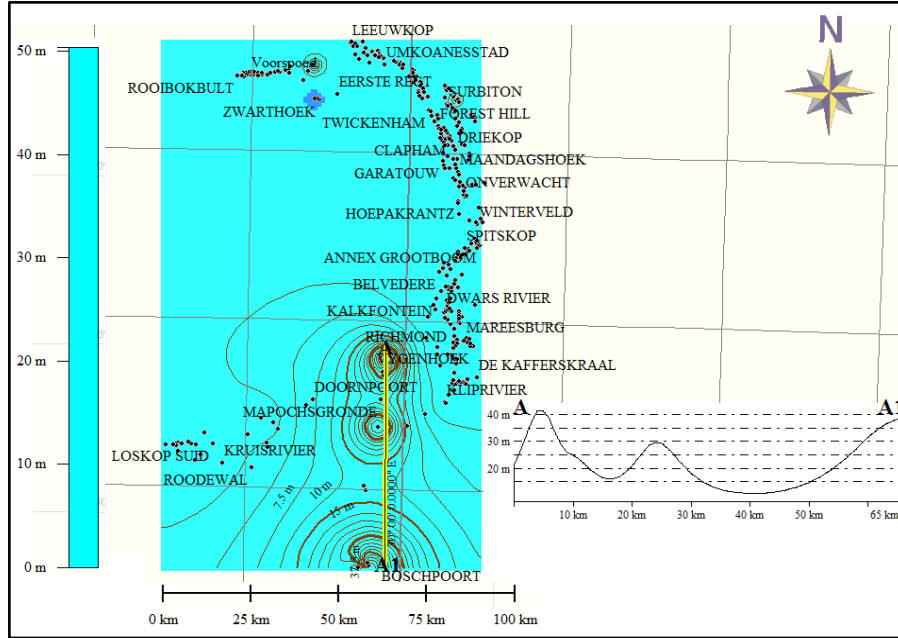 LEEUWKOP
N
50 m
UMKOANESSTAD
Voorspoed
EERSTE REGT
ROOIBOKBULT
SURBITON
ZWARTHOEK
FOREST HILL
TWICKENHAM
DRIEKOP
40 m
CLAPHAM
MAANDAGSHOEK
GARATOUW
ONVERWACHT
HOEPAKRANTZ
WINTERVELD
SPITSKOP
30 m
ANNEX GROOTBOOM
BELVEDERE
DWARS RIVIER
KALKFONTEIN
MAREESBURG
RICHMOND
A
20 m
VYGENHOEK
DE KAFFERSKRAAL
DOORNPOORT
KLIPRIVIER
MAPOCHSGRONDE
A
A1
40 m
30 m
20 m
KRUISRIVIER
LOSKOP SUID
10 m
ROODEWAL
7.5 m
10 m
15 m
10 km
20 km
30 km
40 km
50 km
65 km
0 m
A1
BOSCHPOORT
0 km
25 km
50 km
75 km
100 km